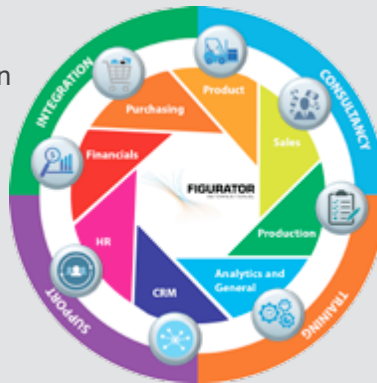 n
INTEGRATION
CONSULTANCY
TRAINING
SUPPORT
Product
Sales
Production
Analytics and
General
CRM
HR
Financials
Purchasing
FIGURATOR